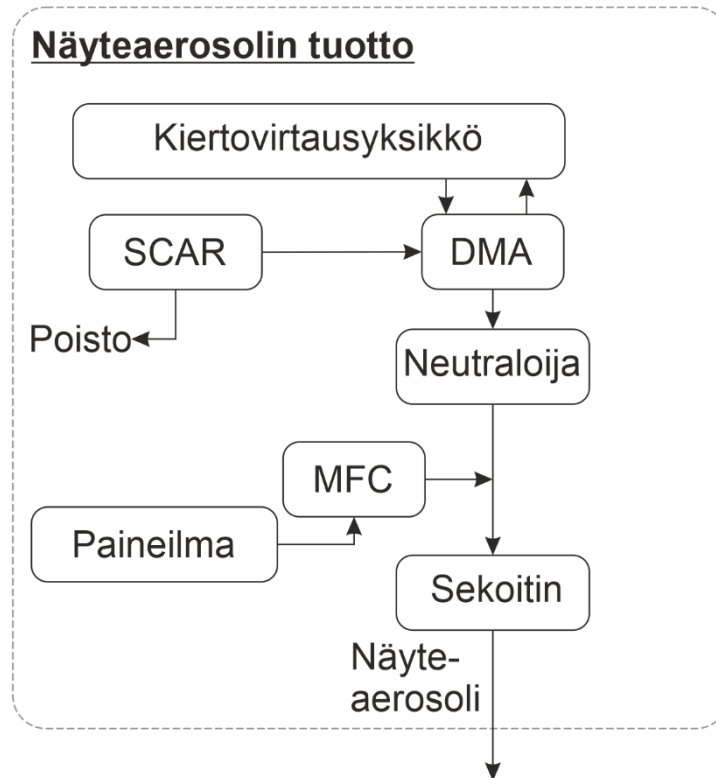 Näyteaerosolin tuotto
Kiertovirtausyksikkö
SCAR
DMA
Poisto
Neutraloija
MFC
Paineilma
Sekoitin
Näyte-
aerosoli